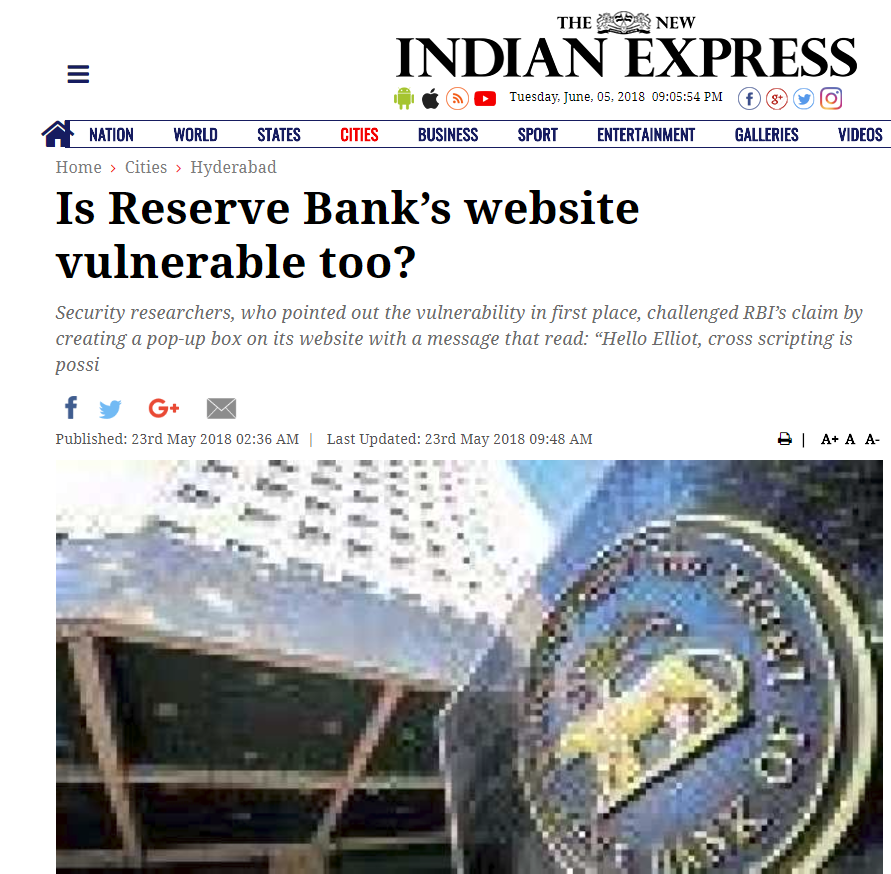 THE NEW
INDIAN EXPRESS
Tuesday, June, 05, 2018 09:05:54 PM
NATION WORLD STATES CITIES BUSINESS SPORT ENTERTAINMENT GALLERIES VIDEOS
Home › Cities › Hyderabad
Is Reserve Bank’s website
vulnerable too?
Security researchers, who pointed out the vulnerability in first place, challenged RBI’s claim by
creating a pop-up box on its website with a message that read: “Hello Elliot, cross scripting is
possi
f G+
Published: 23rd May 2018 02:36 AM | Last Updated: 23rd May 2018 09:48 AM | A+ A A-
BANK OF